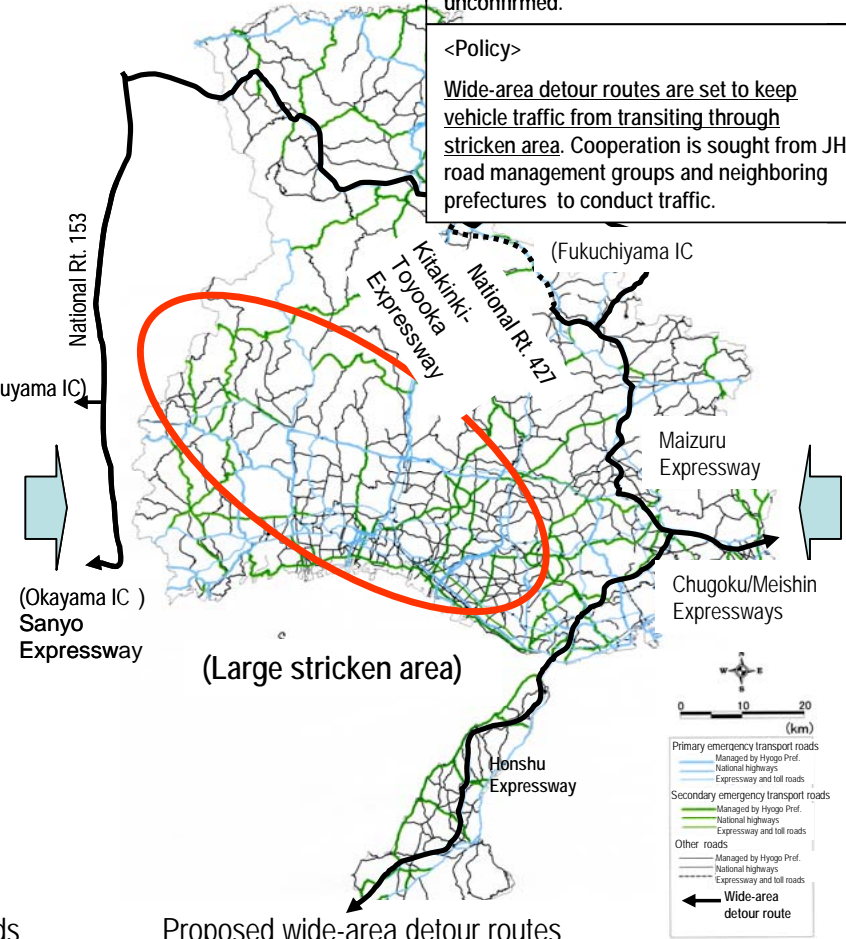 unconfirmed.
<Policy>
Wide-area detour routes are set to keep
vehicle traffic from transiting through
stricken area. Cooperation is sought from JH
road management groups and neighboring
prefectures to conduct traffic.
National Rt. 153
Kitakinki-
Toyooka
Expressway
National Rt. 427
(Fukuchiyama IC
uyama IC)
Maizuru
Expressway
(Okayama IC )
Sanyo
Expressway
Chugoku/Meishin
Expressways
(Large stricken area)
Honshu
Expressway
W E
S
0 10 20
(km)
Primary emergency transport roads
Managed by Hyogo Pref.
National highways
Expressway and toll roads
Secondary emergency transport roads
Managed by Hyogo Pref.
National highways
Expressway and toll roads
Other roads
Managed by Hyogo Pref.
National highways
Expressway and toll roads
Wide-area
detour route
ds
Proposed wide-area detour routes